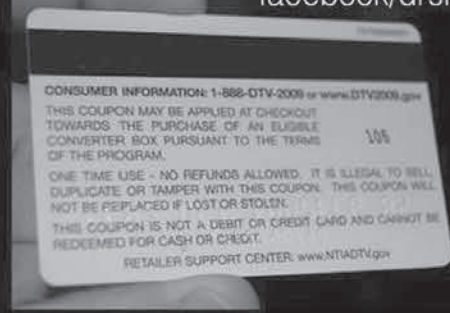 CONSUMER INFORMATION: 1-888-DTV-2009 or www.DTV2009.gov
THIS COUPON MAY BE APPLIED AT CHECKOUT
TOWARDS THE PURCHASE OF AN ELIGIBLE
CONVERTER BOX PURSUANT TO THE TERMS
OF THE PROGRAM.
106
ONE TIME USE - NO REFUNDS ALLOWED. IT IS ILLEGAL TO SELL,
DUPLICATE OR TAMPER WITH THIS COUPON. THIS COUPON WILL
NOT BE REPLACED IF LOST OR STOLEN.
THIS COUPON IS NOT A DEBIT OR CREDIT CARD AND CANNOT BE
REDEEMED FOR CASH OR CREDIT.
RETAILER SUPPORT CENTER: www.NTIADTV.gov